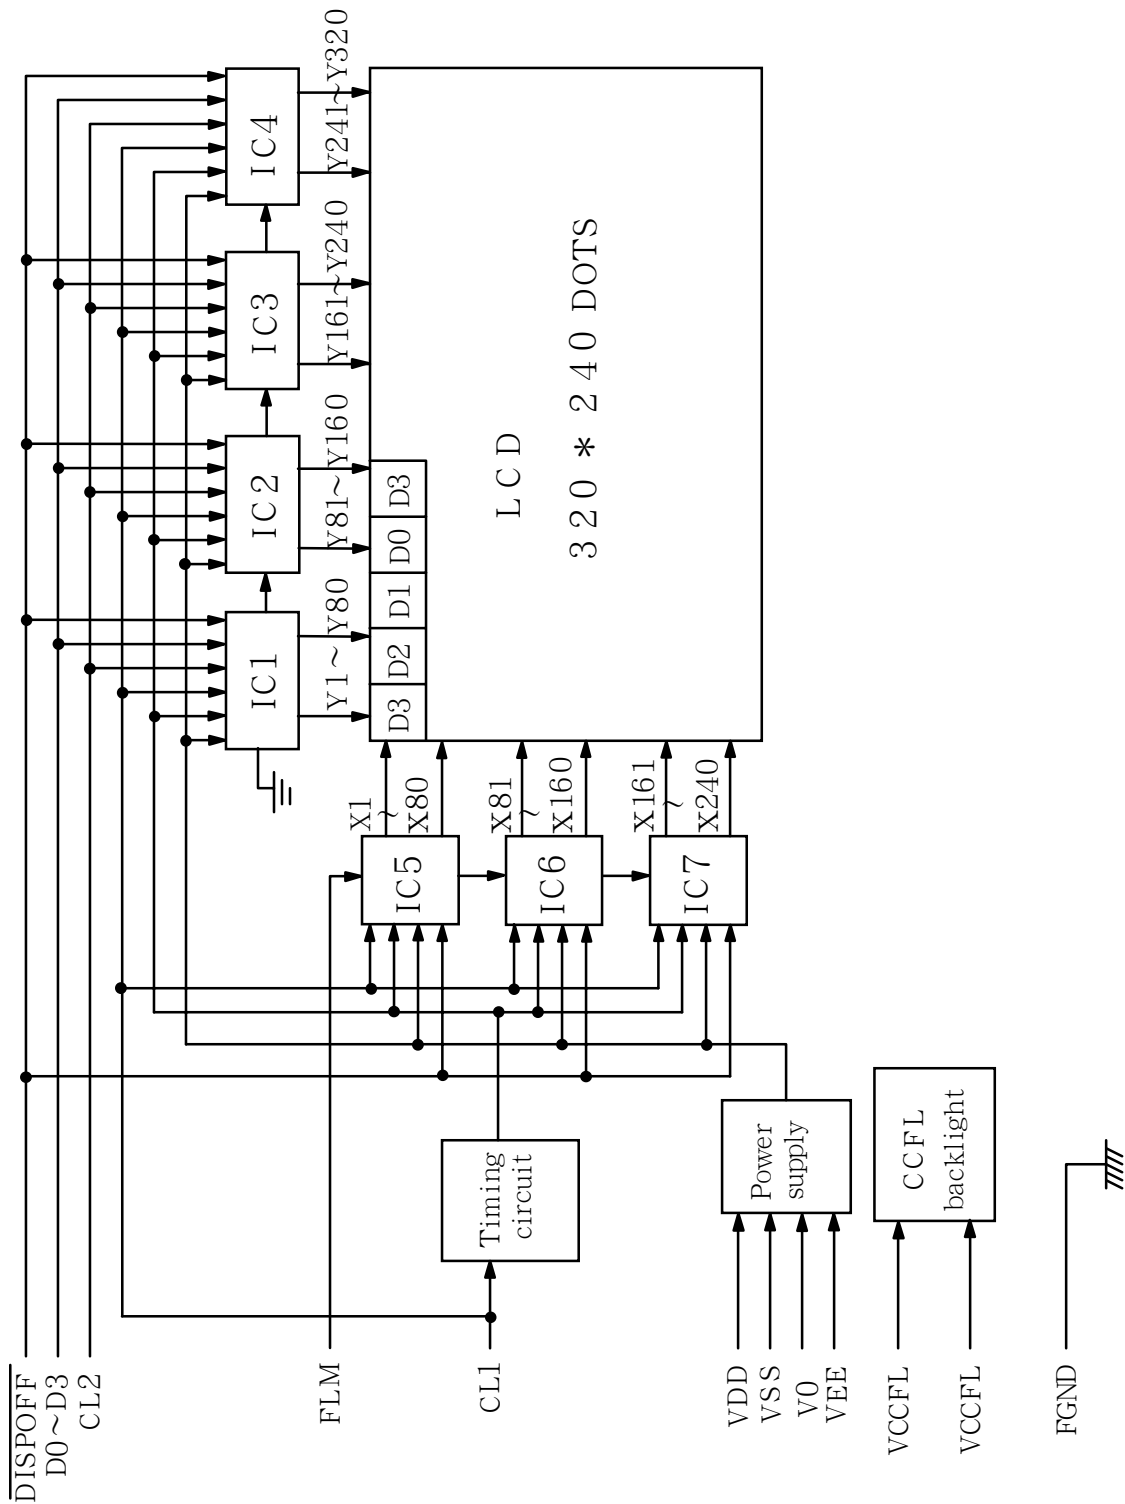 DISPOFF
D0~D3
CL2
FLM
CL1
VDD
VSS
V0
VEE
VCCFL
VCCFL
FGND
Timing
circuit
Power
supply
CCFL
backlight
IC5
IC6
IC7
X1
~
X80
X81
~
X160
X161
~
X240
IC1
IC2
IC3
IC4
Y1~Y80
Y81~Y160
Y161~Y240
Y241~Y320
D3
D2
D1
D0
D3
LCD
320*240 DOTS